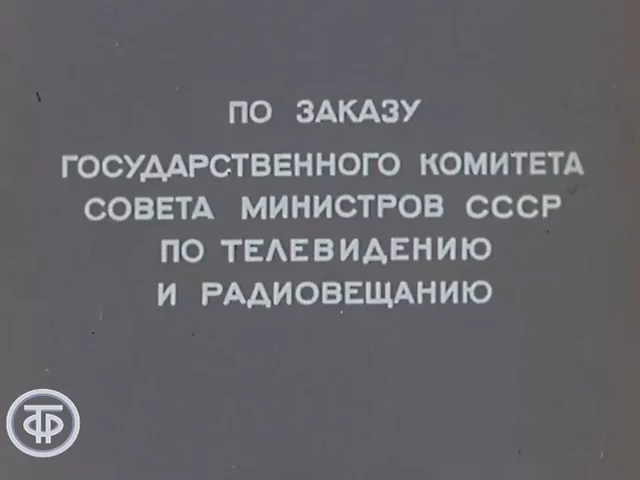 ПО ЗАКАЗУ
ГОСУДАРСТВЕННОГО КОМИТЕТА
СОВЕТА МИНИСТРОВ СССР
ПО ТЕЛЕВИДЕНИЮ
И РАДИОВЕЩАНИЮ